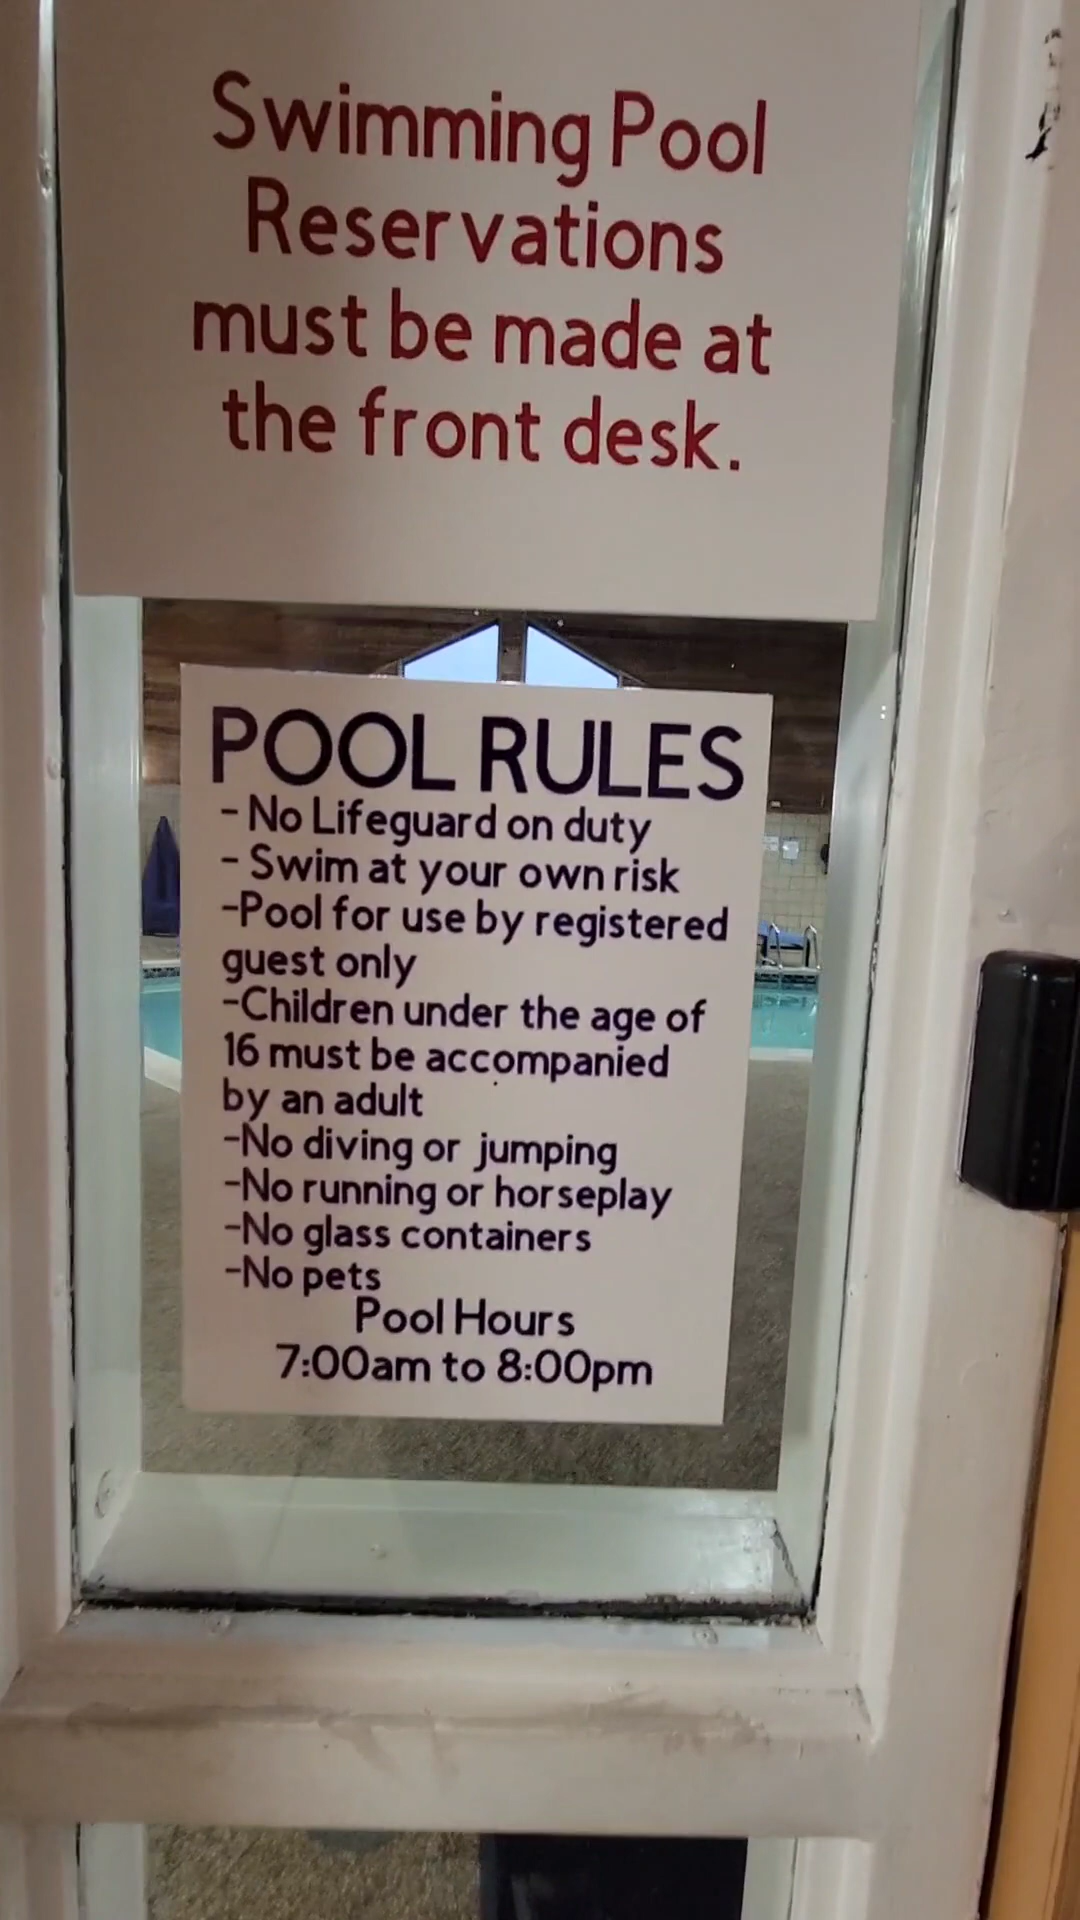 Swimming Pool
Reservations
must be made at
the front desk.
POOL RULES
- No Lifeguard on duty
- Swim at your own risk
-Pool for use by registered
guest only
-Children under the age of
16 must be accompanied
by an adult
-No diving or jumping
-No running or horseplay
-No glass containers
-No pets
Pool Hours
7:00am to 8:00pm